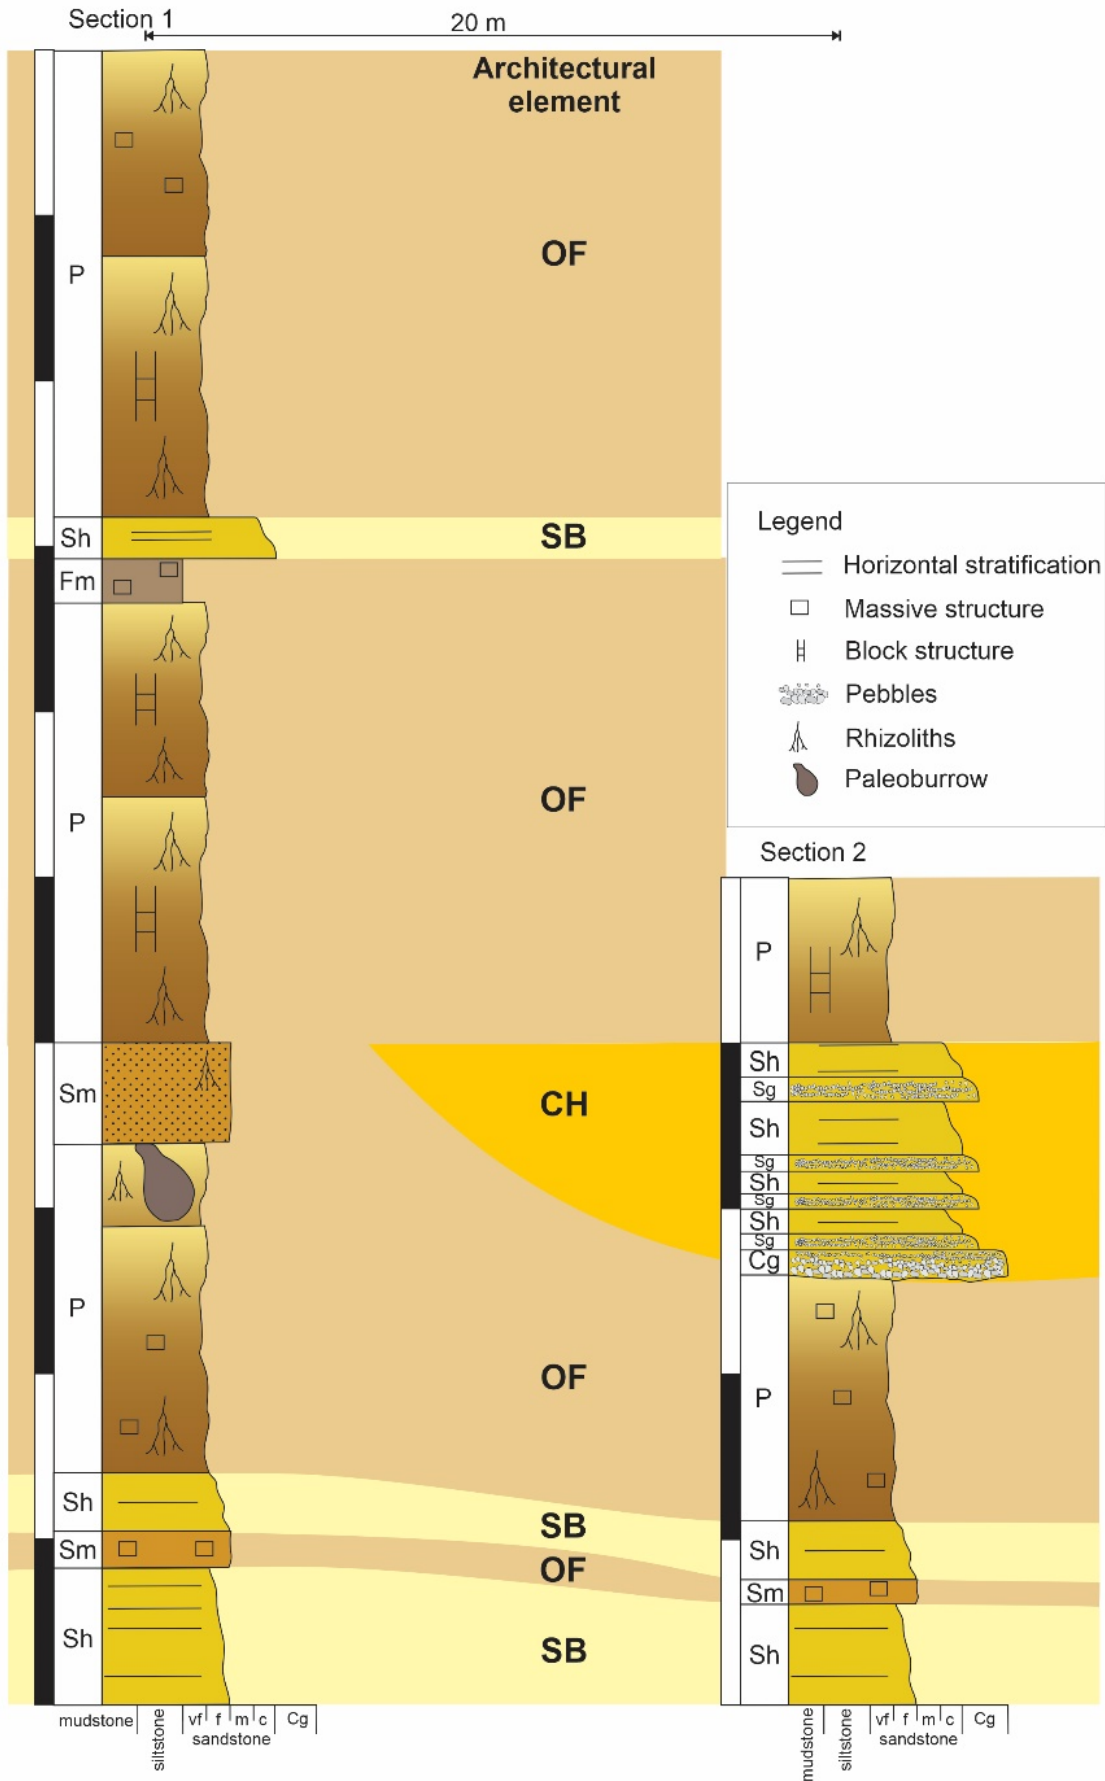 Section 1
20 m
Architectural
element
P
OF
Sh
SB
Fm
P
OF
Sm
CH
P
OF
Sh
SB
Sm
OF
Sh
SB
mudstone
siltstone
vf
f
m
c
Cg
sandstone
Legend
Horizontal stratification
Massive structure
Block structure
Pebbles
Rhizoliths
Paleoburrow
Section 2
P
Sh
Sg
Sh
Sg
Sh
Sg
Sh
Sg
Cg
P
Sh
Sm
Sh
mudstone
siltstone
vf
f
m
c
Cg
sandstone